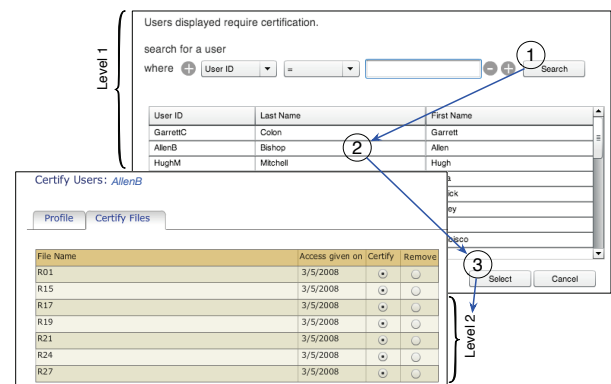 Level 1
Users displayed require certification.
search for a user
where User ID = Search
1
User ID Last Name First Name
GarrettC Colon Garrett
AllenB Bishop Allen
HughM Mitchell Hugh
2
a
ick
ey
cisco
3
Select Cancel
Certify Users: AllenB
Profile Certify Files
File Name Access given on Certify Remove
R01 3/5/2008
R15 3/5/2008
R17 3/5/2008
R19 3/5/2008
R21 3/5/2008
R24 3/5/2008
R27 3/5/2008
Level 2